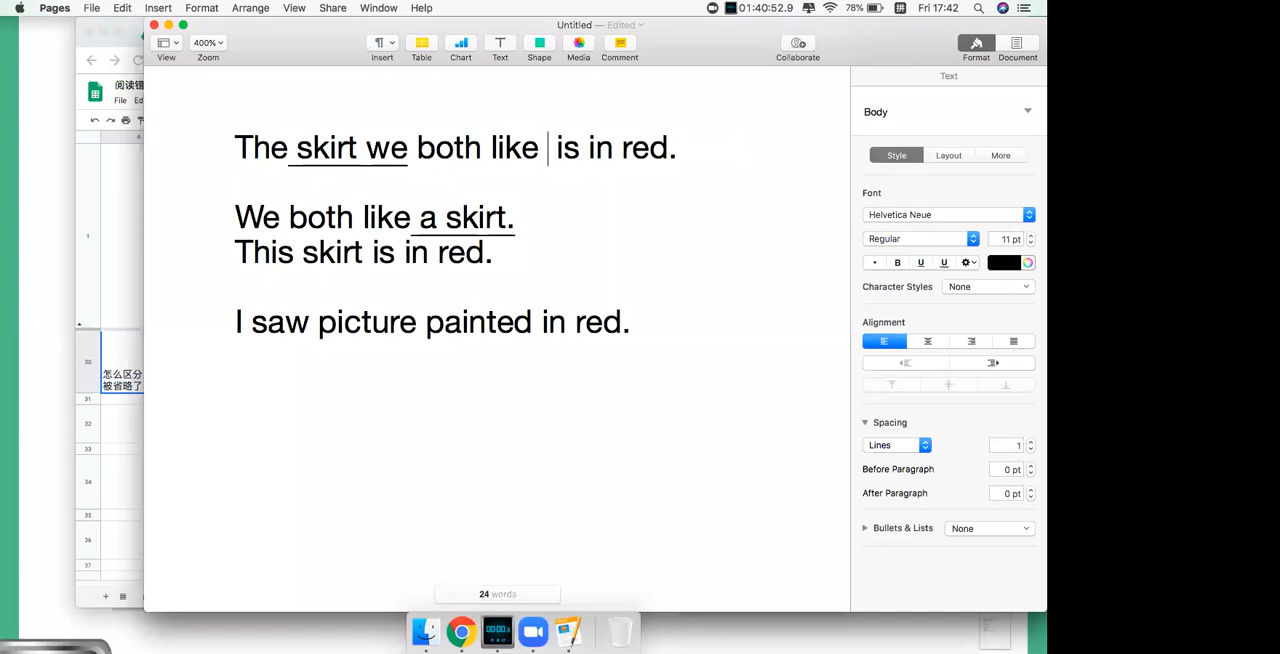 Pages File Edit Insert Format Arrange View Share Window Help 01:40:52.9 78% 拼 Fri 17:42
Untitled — Edited
400%
View Zoom Insert Table Chart Text Shape Media Comment Collaborate Format Document
阅读错
File Ed
Text
Body
Style Layout More
Font
Helvetica Neue
Regular 11 pt
B U U
Character Styles None
Alignment
Spacing
Lines 1
Before Paragraph 0 pt
After Paragraph 0 pt
Bullets & Lists None
The skirt we both like is in red.
We both like a skirt.
This skirt is in red.
I saw picture painted in red.
A
1
30
怎么区分
被省略了
31
32
33
34
35
36
37
24 words